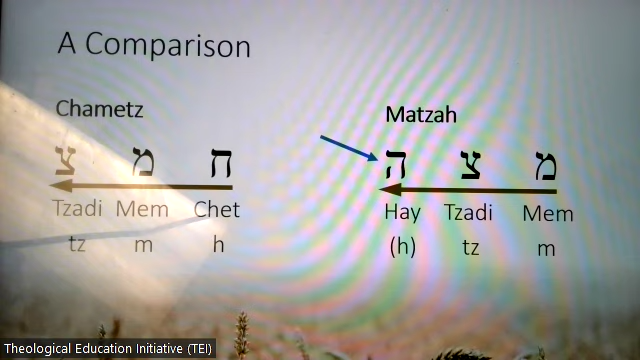 A Comparison
Chametz
ח מ צ
Tzadi Mem Chet
tz m h
Matzah
מ צ ה
Hay Tzadi Mem
(h) tz m
Theological Education Initiative (TEI)